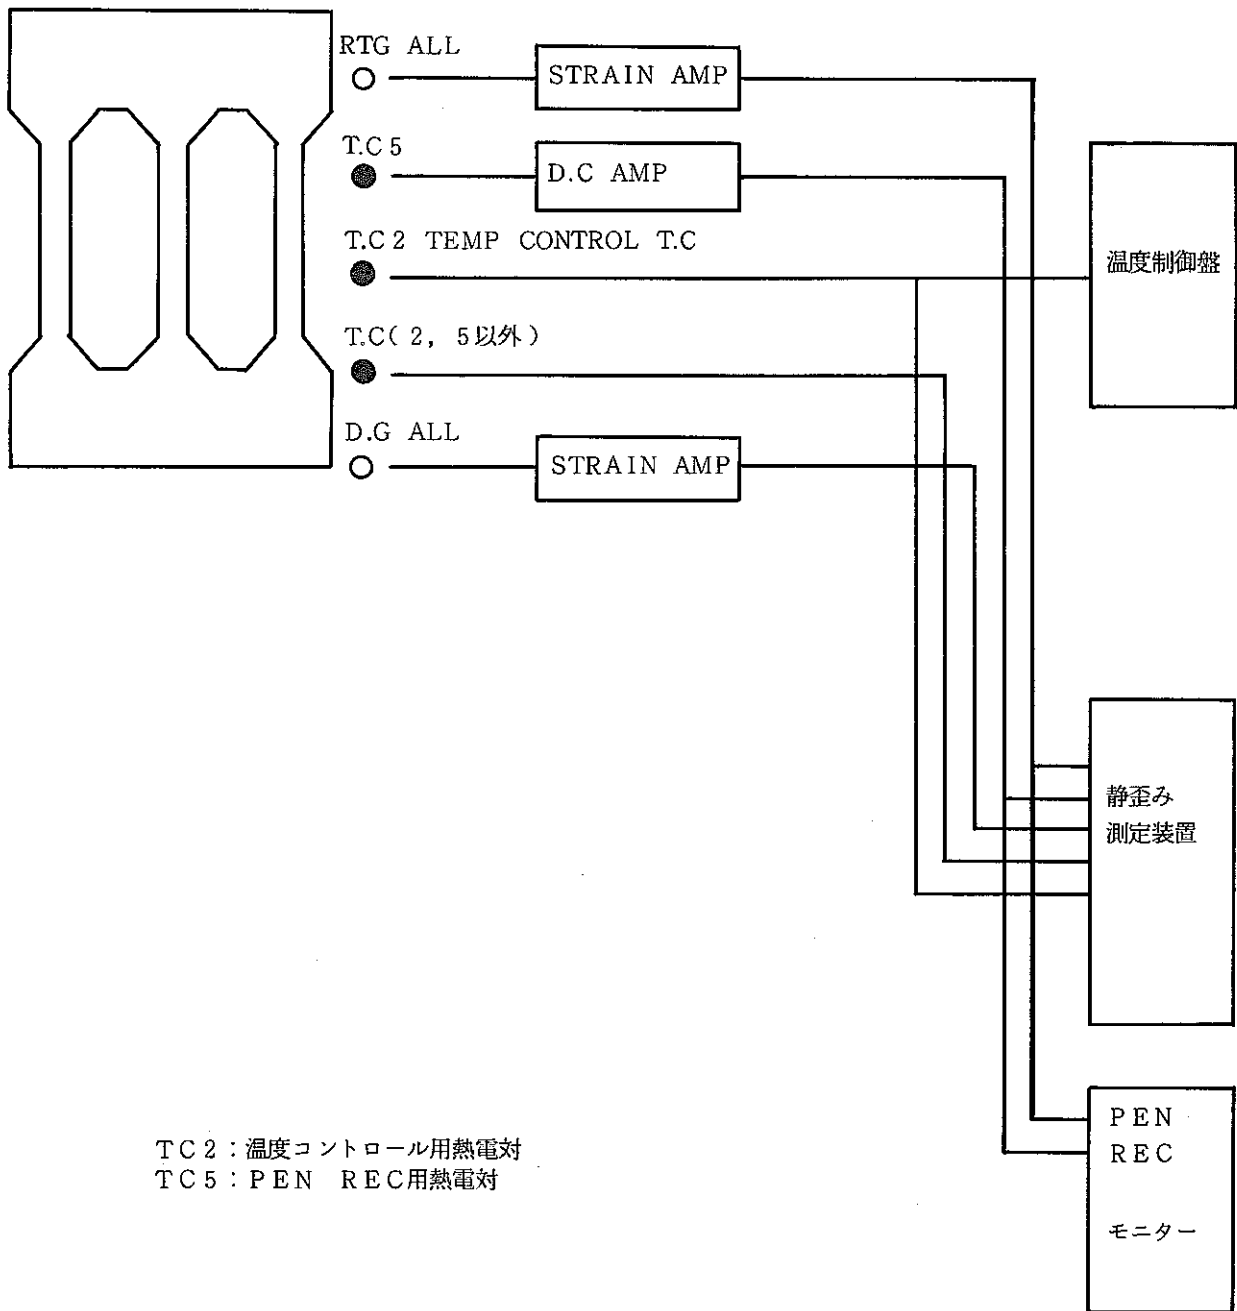 RTG ALL
STRAIN AMP
T.C 5
D.C AMP
T.C 2 TEMP CONTROL T.C
温度制御盤
T.C( 2, 5以外)
D.G ALL
STRAIN AMP
静歪み
測定装置
PEN
REC
モニター
TC2:温度コントロール用熱電対
TC5:PEN REC用熱電対